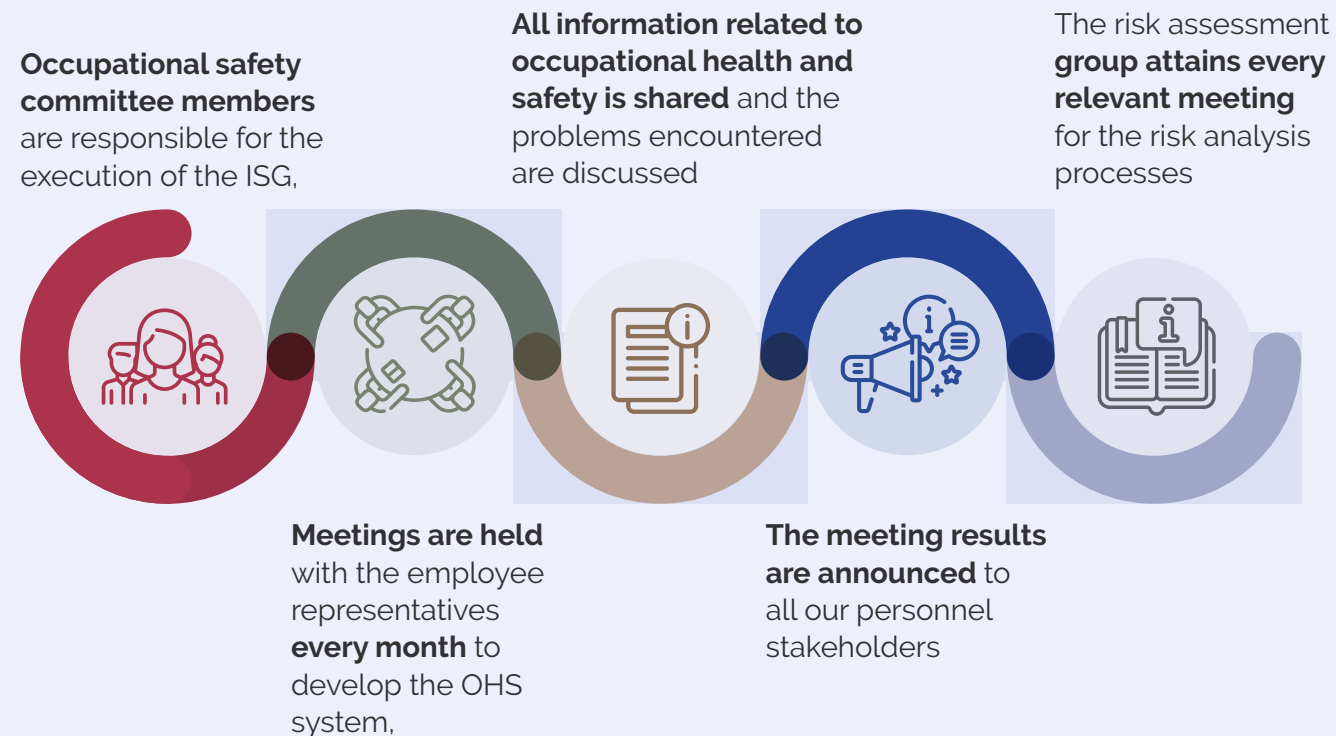 Occupational safety
committee members
are responsible for the
execution of the ISG,
Meetings are held
with the employee
representatives
every month to
develop the OHS
system,
All information related to
occupational health and
safety is shared and the
problems encountered
are discussed
The meeting results
are announced to
all our personnel
stakeholders
The risk assessment
group attains every
relevant meeting
for the risk analysis
processes